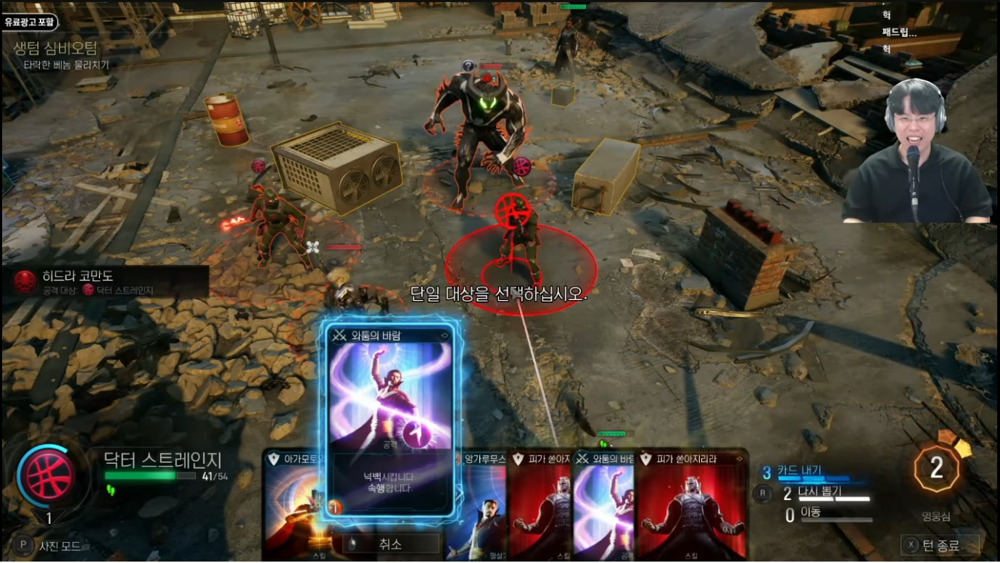 유료광고 포함
생텀 심비오텀
타락한 베놈 물리치기
헉
패드립...
헉
?
히드라 코만도
공격 대상: 닥터 스트레인지
단일 대상을 선택하십시오.
와툼의 바람
공격
넉백시킵니다.
속행합니다.
1
취소
아가모토의
스킬
앙가루무스
필살기
피가 쏟아지
스킬
와툼의 바람
공격
피가 쏟아지리라
스킬
닥터 스트레인지
41/54
1
P 사진 모드
3 카드 내기
R 2 다시 뽑기
0 이동
2
영웅심
X 턴 종료